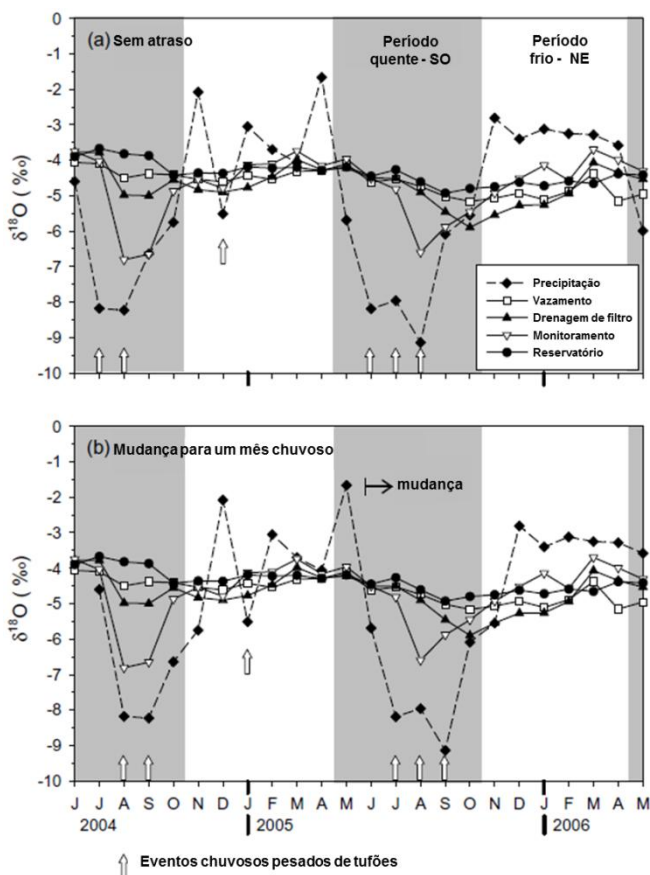 (a) Sem atraso
Período
quente - SO
Período
frio - NE
0
-1
-2
-3
-4
-5
-6
-7
-8
-9
-10
δ18O (‰)
Precipitação
Vazamento
Drenagem de filtro
Monitoramento
Reservatório
(b) Mudança para um mês chuvoso
mudança
0
-1
-2
-3
-4
-5
-6
-7
-8
-9
-10
δ18O (‰)
J J A S O N D J F M A M J J A S O N D J F M A M
2004 2005 2006
Eventos chuvosos pesados de tufões